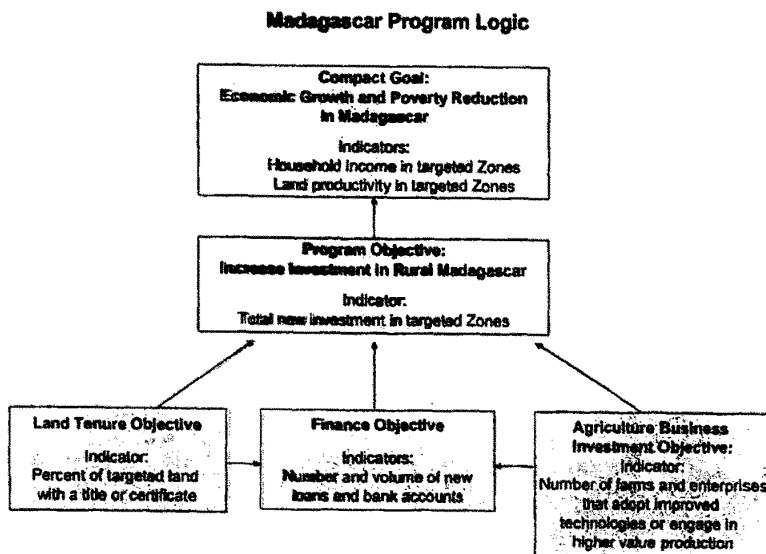 Madagascar Program Logic
Compact Goal:
Economic Growth and Poverty Reduction
in Madagascar
Indicators:
Household Income in targeted Zones
Land productivity in targeted Zones
Program Objective:
Increase Investment in Rural Madagascar
Indicator:
Total new investment in targeted Zones
Land Tenure Objective
Indicator:
Percent of targeted land
with a title or certificate
Finance Objective
Indicators:
Number and volume of new
loans and bank accounts
Agriculture Business
Investment Objective:
Indicator:
Number of farms and enterprises
that adopt improved
technologies or engage in
higher value production